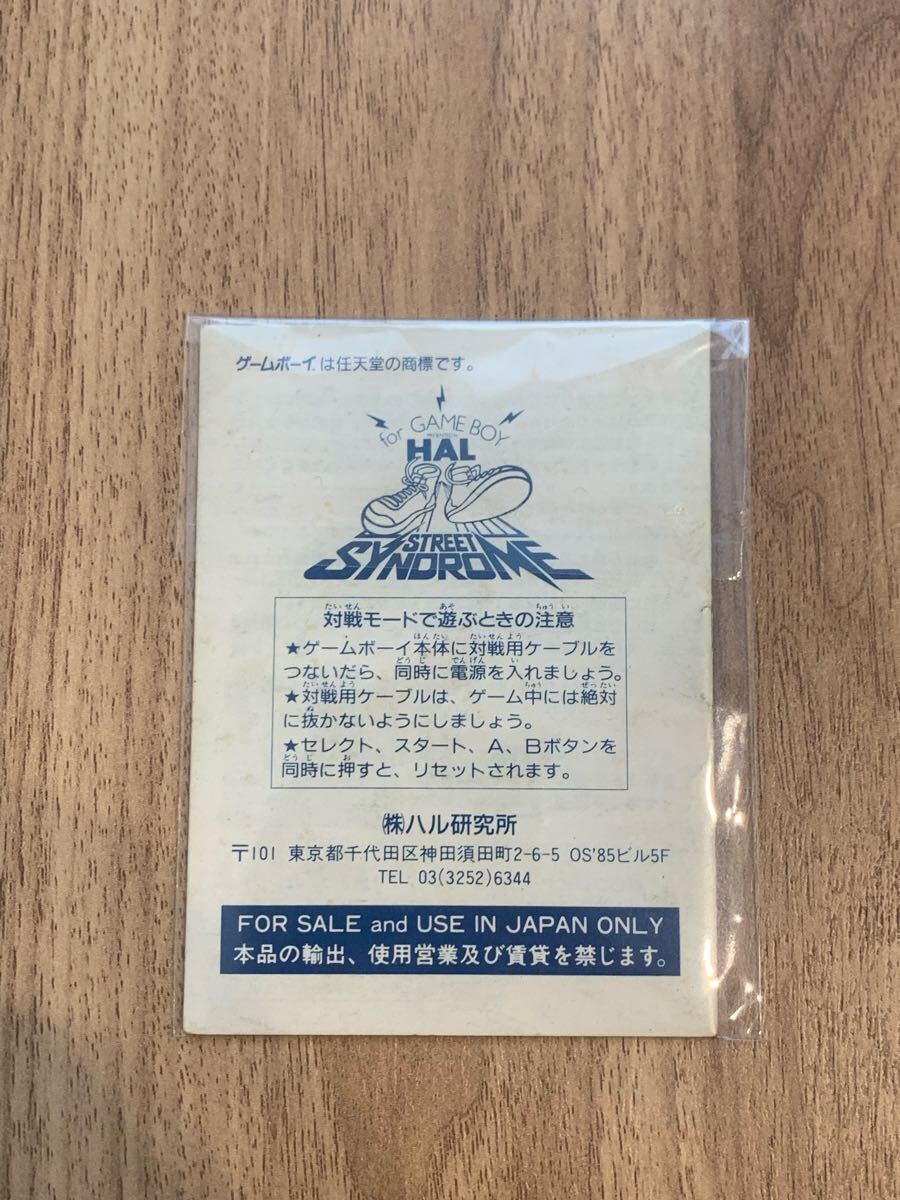 ゲームボーイは任天堂の商標です。
for GAME BOY
HAL
STREET
SYNDROME
対戦モードで遊ぶときの注意
★ゲームボーイ本体に対戦用ケーブルを
つないだら、同時に電源を入れましょう。
★対戦用ケーブルは、ゲーム中には絶対
に抜かないようにしましょう。
★セレクト、スタート、A、Bボタンを
同時に押すと、リセットされます。
㈱ハル研究所
〒101 東京都千代田区神田須田町2-6-5 OS'85ビル5F
TEL 03(3252)6344
FOR SALE and USE IN JAPAN ONLY
本品の輸出、使用営業及び賃貸を禁じます。